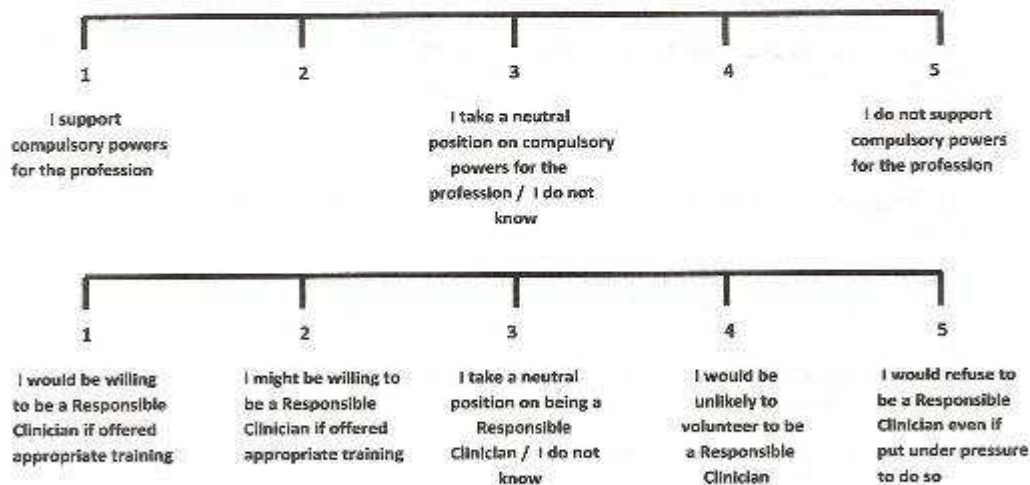 1 2 3 4 5
I support
compulsory powers
for the profession
I take a neutral
position on compulsory
powers for the
profession / I do not
know
I do not support
compulsory powers
for the profession
1 2 3 4 5
I would be willing
to be a Responsible
Clinician if offered
appropriate training
I might be willing to
be a Responsible
Clinician if offered
appropriate training
I take a neutral
position on being a
Responsible
Clinician / I do not
know
I would be
unlikely to
volunteer to be
a Responsible
Clinician
I would refuse to
be a Responsible
Clinician even if
put under pressure
to do so